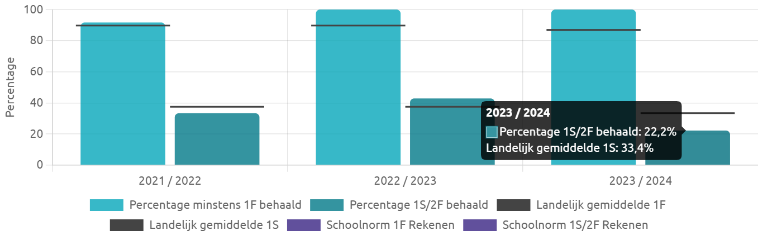 100
80
60
40
20
0
Percentage
2023 / 2024
Percentage 1S/2F behaald: 22,2%
Landelijk gemiddelde 1S: 33,4%
2021 / 2022
2022 / 2023
2023 / 2024
Percentage minstens 1F behaald
Percentage 1S/2F behaald
Landelijk gemiddelde 1F
Landelijk gemiddelde 1S
Schoolnorm 1F Rekenen
Schoolnorm 1S/2F Rekenen